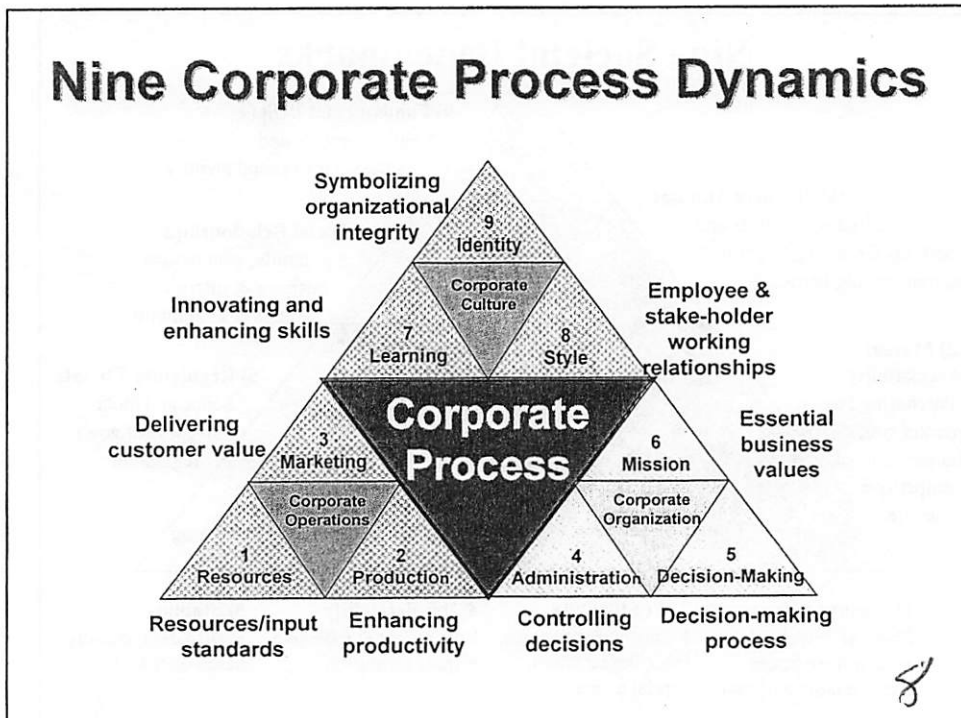 Nine Corporate Process Dynamics
Symbolizing
organizational
integrity
9
Identity
Corporate
Culture
Innovating and
enhancing skills
7
Learning
8
Style
Employee &
stake-holder
working
relationships
Corporate
Process
Delivering
customer value
3
Marketing
6
Mission
Essential
business
values
Corporate
Operations
Corporate
Organization
1
Resources
2
Production
4
Administration
5
Decision-Making
Resources/input
standards
Enhancing
productivity
Controlling
decisions
Decision-making
process
8